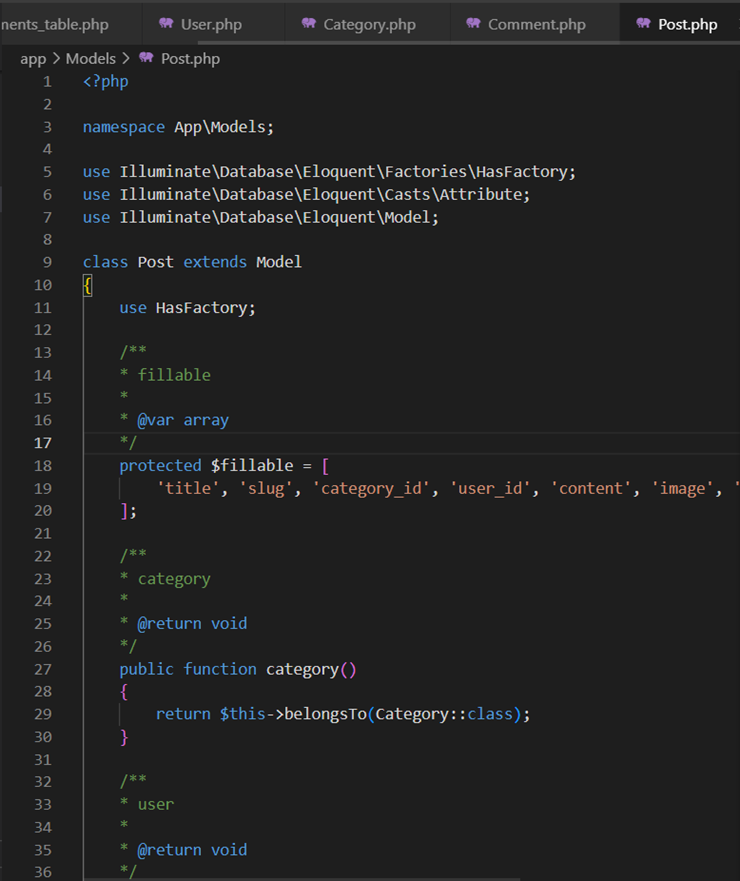 ments_table.php User.php Category.php Comment.php Post.php
app > Models > Post.php
1 <?php
2
3 namespace App\Models;
4
5 use Illuminate\Database\Eloquent\Factories\HasFactory;
6 use Illuminate\Database\Eloquent\Casts\Attribute;
7 use Illuminate\Database\Eloquent\Model;
8
9 class Post extends Model
10 {
11 use HasFactory;
12
13 /**
14 * fillable
15 *
16 * @var array
17 */
18 protected $fillable = [
19 'title', 'slug', 'category_id', 'user_id', 'content', 'image', '
20 ];
21
22 /**
23 * category
24 *
25 * @return void
26 */
27 public function category()
28 {
29 return $this->belongsTo(Category::class);
30 }
31
32 /**
33 * user
34 *
35 * @return void
36 */